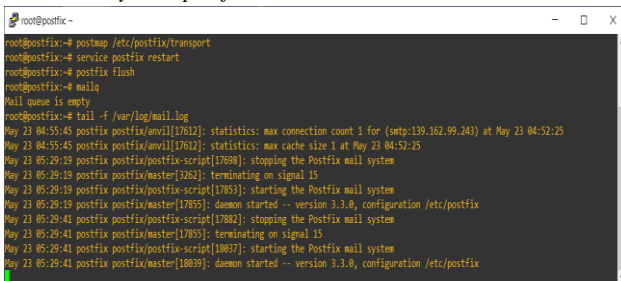 root@postfix: ~
root@postfix:~# postmap /etc/postfix/transport
root@postfix:~# service postfix restart
root@postfix:~# postfix flush
root@postfix:~# mailq
Mail queue is empty
root@postfix:~# tail -f /var/log/mail.log
May 23 04:55:45 postfix postfix/anvil[17612]: statistics: max connection count 1 for (smtp:139.162.99.243) at May 23 04:52:25
May 23 04:55:45 postfix postfix/anvil[17612]: statistics: max cache size 1 at May 23 04:52:25
May 23 05:29:19 postfix postfix/postfix-script[17698]: stopping the Postfix mail system
May 23 05:29:19 postfix postfix/master[3262]: terminating on signal 15
May 23 05:29:19 postfix postfix/postfix-script[17853]: starting the Postfix mail system
May 23 05:29:19 postfix postfix/master[17855]: daemon started -- version 3.3.0, configuration /etc/postfix
May 23 05:29:41 postfix postfix/postfix-script[17882]: stopping the Postfix mail system
May 23 05:29:41 postfix postfix/master[17855]: terminating on signal 15
May 23 05:29:41 postfix postfix/postfix-script[18037]: starting the Postfix mail system
May 23 05:29:41 postfix postfix/master[18039]: daemon started -- version 3.3.0, configuration /etc/postfix